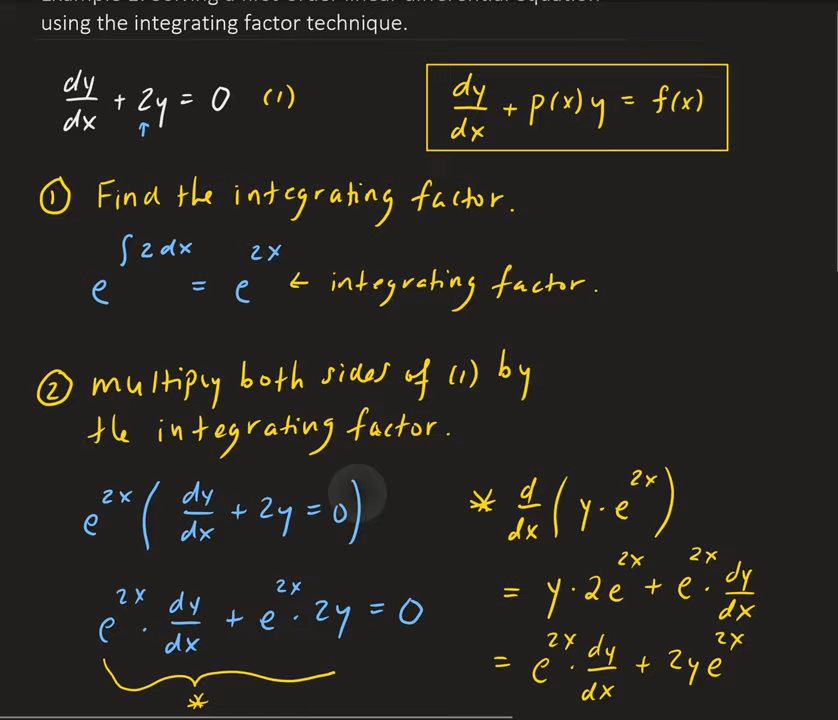 using the integrating factor technique.
dy/dx + 2y = 0 (1)
↑
dy/dx + p(x)y = f(x)
① Find the integrating factor.
e^∫2dx = e^2x ← integrating factor.
② multiply both sides of (1) by
the integrating factor.
e^2x ( dy/dx + 2y = 0 )
e^2x · dy/dx + e^2x · 2y = 0
*
* d/dx ( y · e^2x )
= y · 2e^2x + e^2x · dy/dx
= e^2x · dy/dx + 2ye^2x